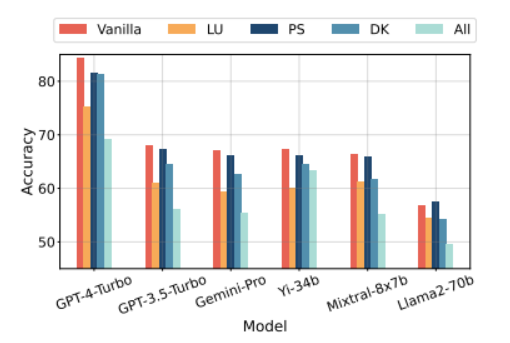 Vanilla LU PS DK All
80
70
60
50
Accuracy
GPT-4-Turbo GPT-3.5-Turbo Gemini-Pro Yi-34b Mixtral-8x7b Llama2-70b
Model